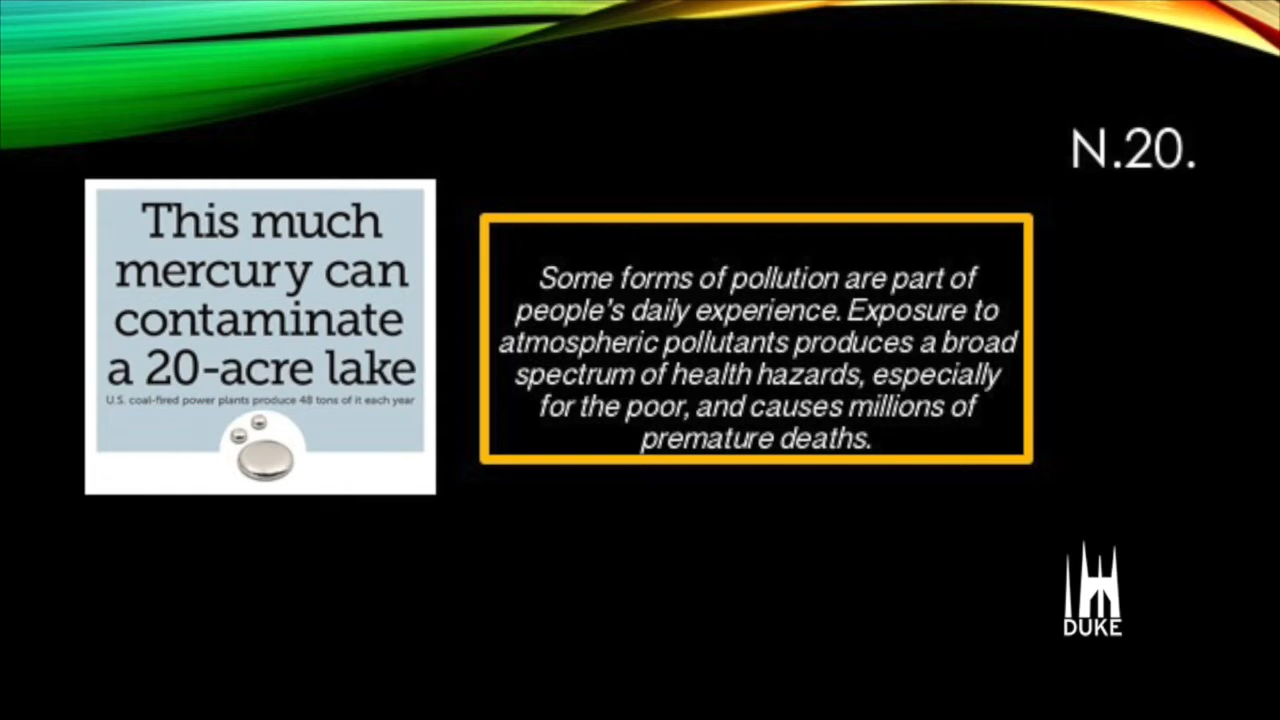 N.20.
This much
mercury can
contaminate
a 20-acre lake
U.S. coal-fired power plants produce 48 tons of it each year
Some forms of pollution are part of
people's daily experience. Exposure to
atmospheric pollutants produces a broad
spectrum of health hazards, especially
for the poor, and causes millions of
premature deaths.
DUKE